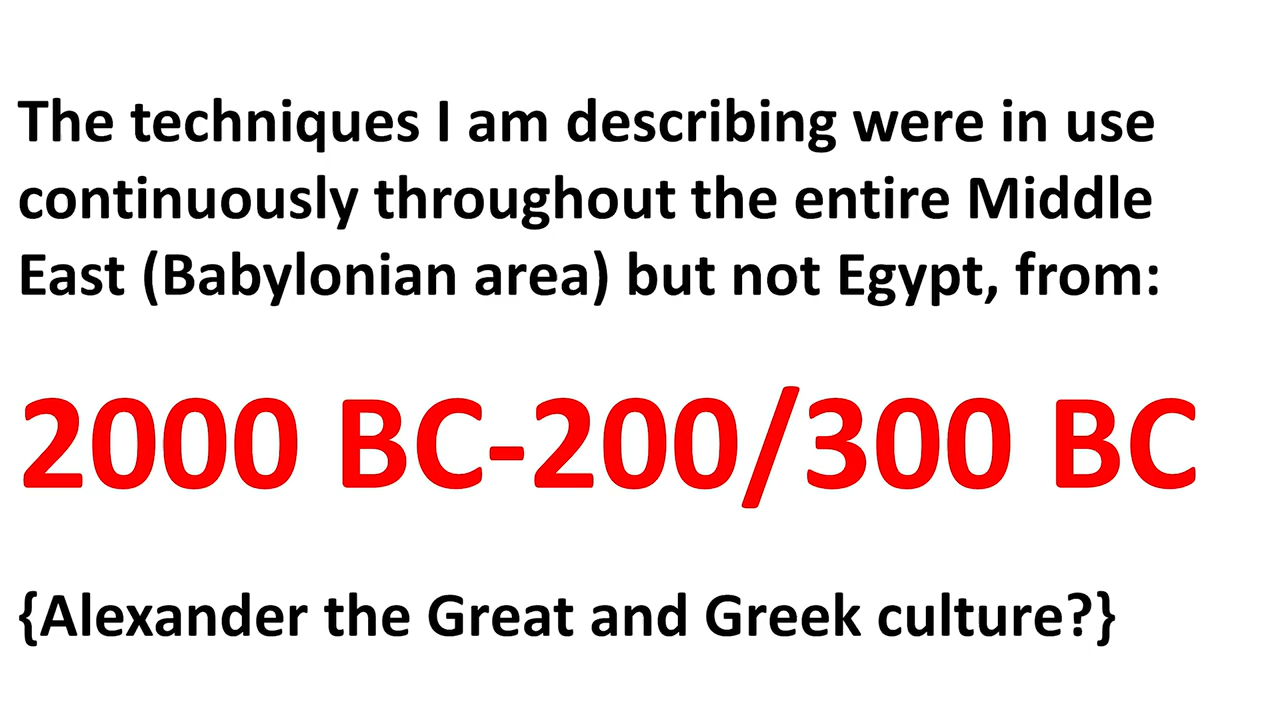 The techniques I am describing were in use
continuously throughout the entire Middle
East (Babylonian area) but not Egypt, from:
2000 BC-200/300 BC
{Alexander the Great and Greek culture?}